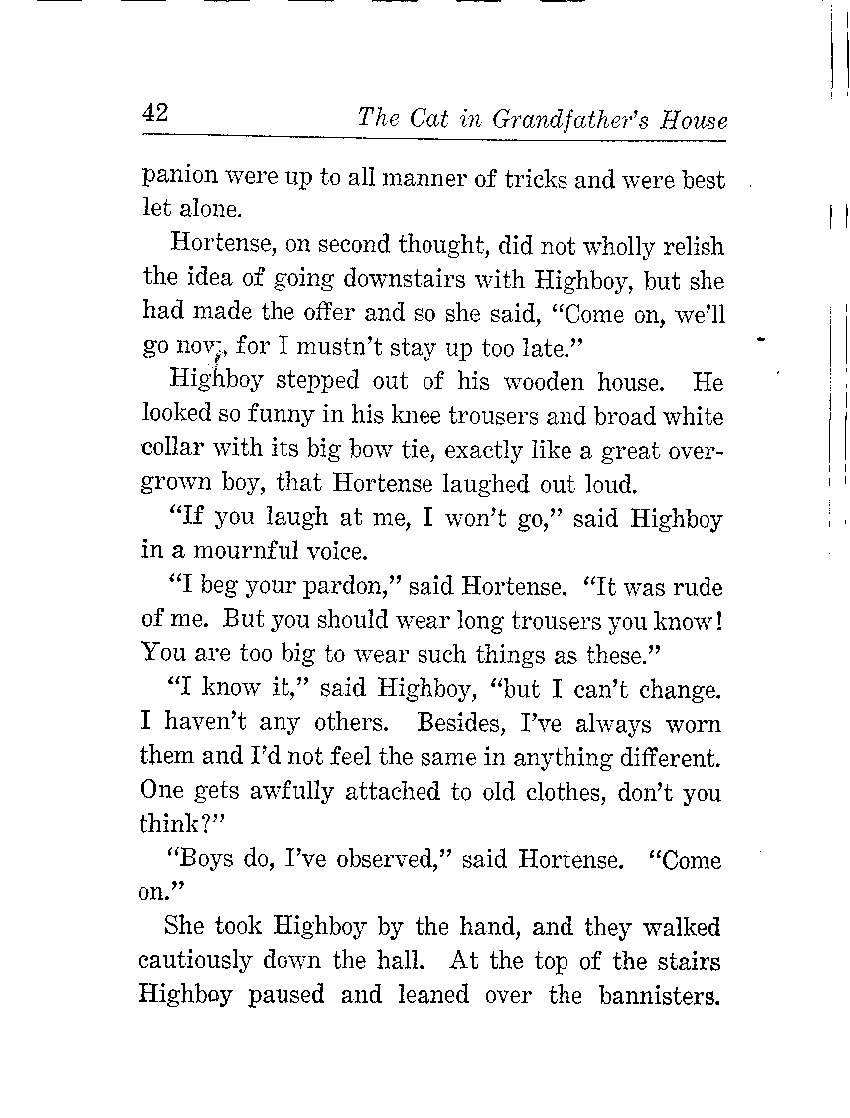 42 The Cat in Grandfather's House
panion were up to all manner of tricks and were best
let alone.
Hortense, on second thought, did not wholly relish
the idea of going downstairs with Highboy, but she
had made the offer and so she said, “Come on, we'll
go now, for I mustn't stay up too late.”
Highboy stepped out of his wooden house. He
looked so funny in his knee trousers and broad white
collar with its big bow tie, exactly like a great over-
grown boy, that Hortense laughed out loud.
“If you laugh at me, I won't go,” said Highboy
in a mournful voice.
“I beg your pardon,” said Hortense. “It was rude
of me. But you should wear long trousers you know!
You are too big to wear such things as these.”
“I know it,” said Highboy, “but I can't change.
I haven't any others. Besides, I've always worn
them and I'd not feel the same in anything different.
One gets awfully attached to old clothes, don't you
think?”
“Boys do, I've observed,” said Hortense. “Come
on.”
She took Highboy by the hand, and they walked
cautiously down the hall. At the top of the stairs
Highboy paused and leaned over the bannisters.